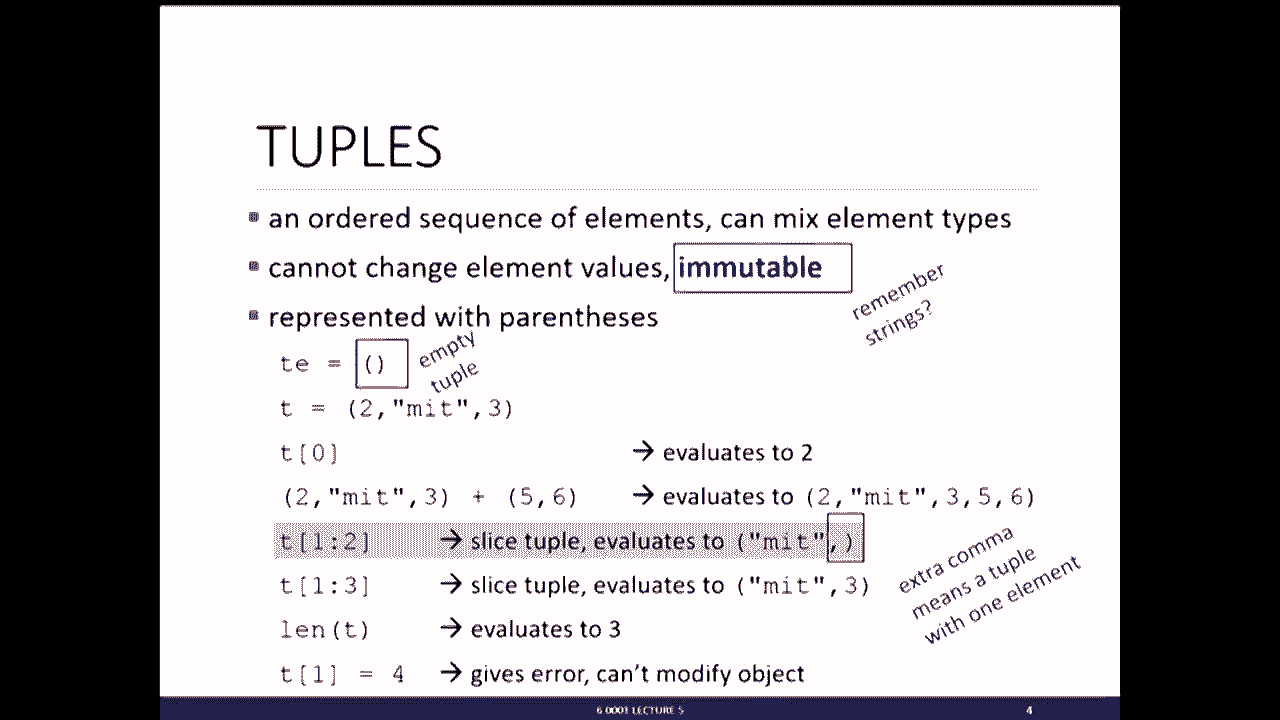 TUPLES
▪ an ordered sequence of elements, can mix element types
▪ cannot change element values, immutable
remember
strings?
▪ represented with parentheses
te = ()
empty
tuple
t = (2,"mit",3)
t[0] → evaluates to 2
(2,"mit",3) + (5,6) → evaluates to (2,"mit",3,5,6)
t[1:2] → slice tuple, evaluates to ("mit",)
extra comma
means a tuple
with one element
t[1:3] → slice tuple, evaluates to ("mit",3)
len(t) → evaluates to 3
t[1] = 4 → gives error, can't modify object
6 0001 LECTURE 5
4